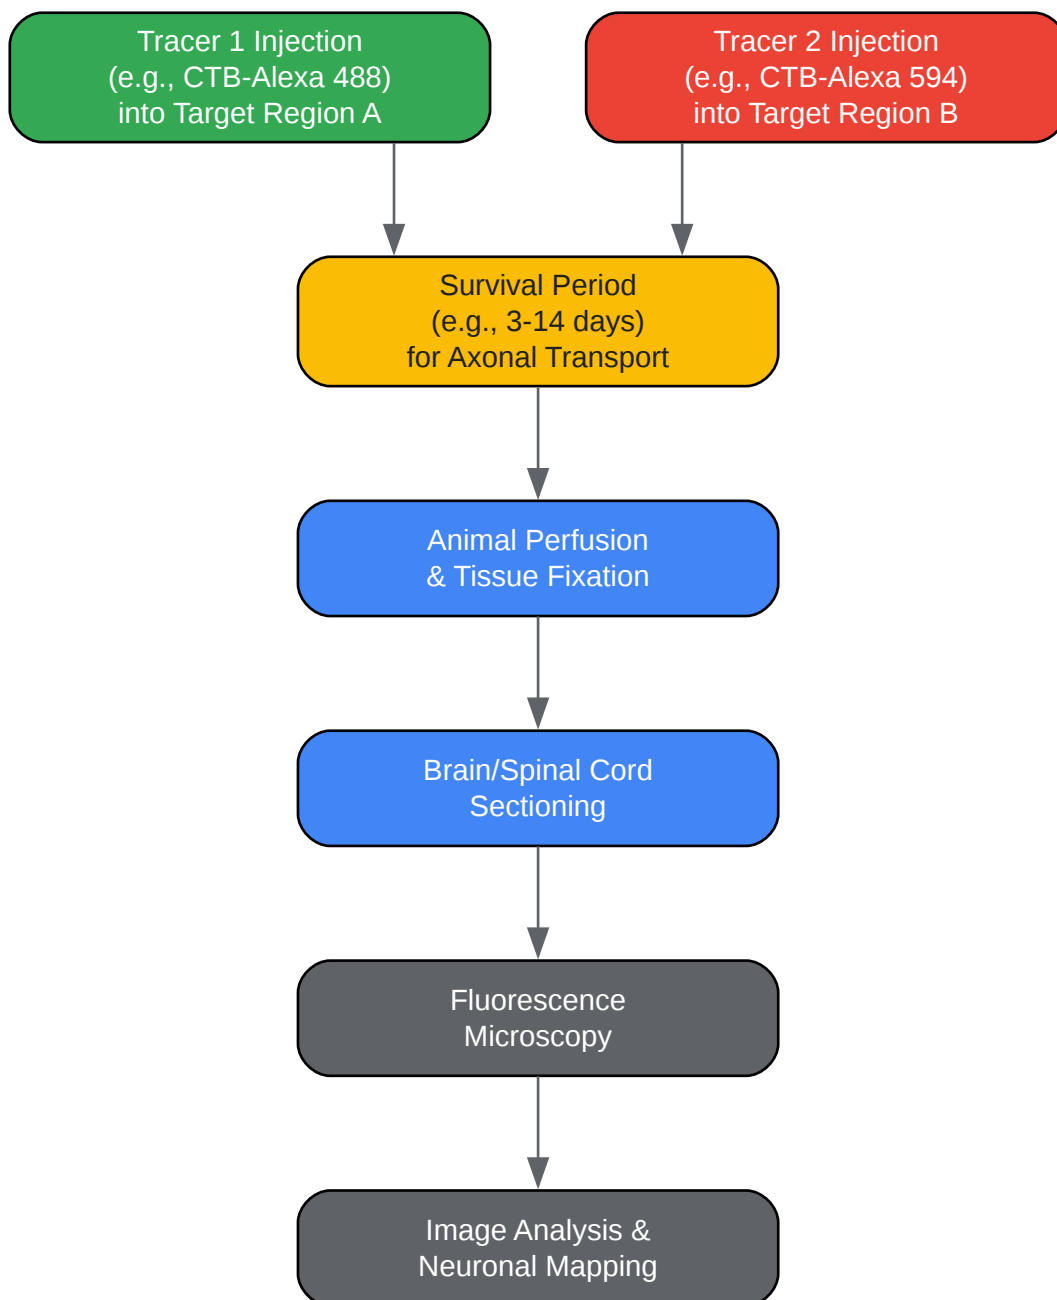 Tracer 1 Injection
(e.g., CTB-Alexa 488)
into Target Region A
Tracer 2 Injection
(e.g., CTB-Alexa 594)
into Target Region B
Survival Period
(e.g., 3-14 days)
for Axonal Transport
Animal Perfusion
& Tissue Fixation
Brain/Spinal Cord
Sectioning
Fluorescence
Microscopy
Image Analysis &
Neuronal Mapping